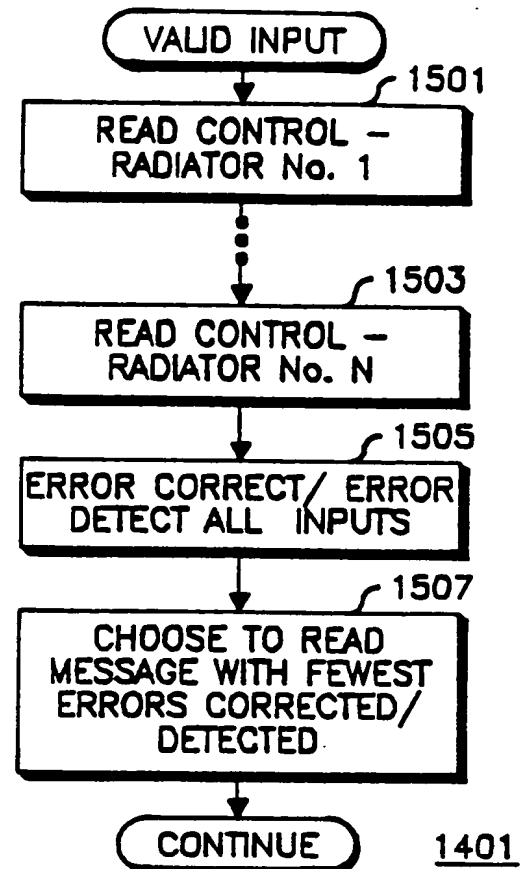 VALID INPUT
1501
READ CONTROL –
RADIATOR No. 1
1503
READ CONTROL –
RADIATOR No. N
1505
ERROR CORRECT/ ERROR
DETECT ALL INPUTS
1507
CHOOSE TO READ
MESSAGE WITH FEWEST
ERRORS CORRECTED/
DETECTED
CONTINUE
1401